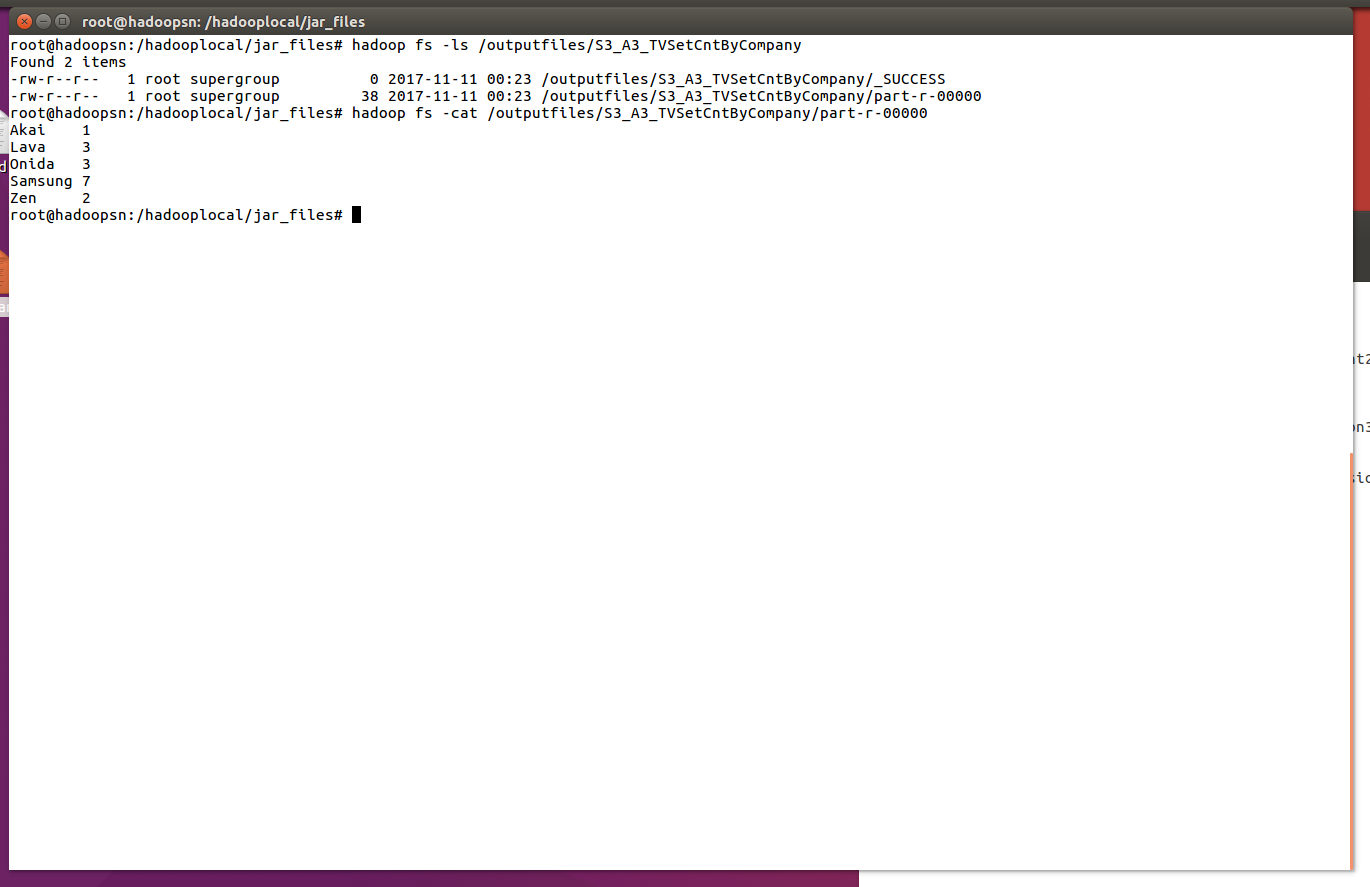 root@hadoopsn: /hadooplocal/jar_files
root@hadoopsn:/hadooplocal/jar_files# hadoop fs -ls /outputfiles/S3_A3_TVSetCntByCompany
Found 2 items
-rw-r--r--   1 root supergroup          0 2017-11-11 00:23 /outputfiles/S3_A3_TVSetCntByCompany/_SUCCESS
-rw-r--r--   1 root supergroup         38 2017-11-11 00:23 /outputfiles/S3_A3_TVSetCntByCompany/part-r-00000
root@hadoopsn:/hadooplocal/jar_files# hadoop fs -cat /outputfiles/S3_A3_TVSetCntByCompany/part-r-00000
Akai    1
Lava    3
Onida   3
Samsung 7
Zen     2
root@hadoopsn:/hadooplocal/jar_files#